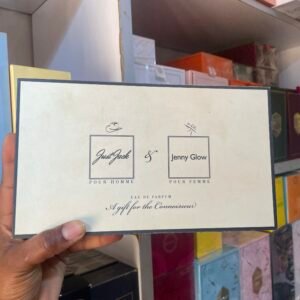 Just Jack
&
Jenny Glow
POUR HOMME
POUR FEMME
EAU DE PARFUM
A gift for the Connoisseur